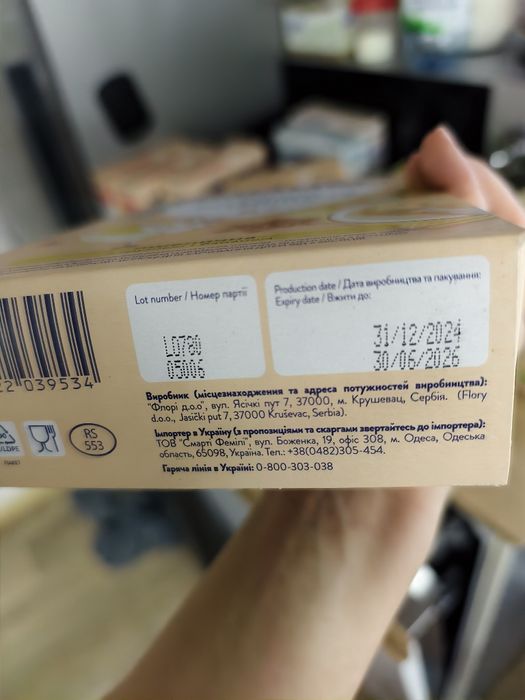 Lot number / Номер партії
L0780
05006
Production date / Дата виробництва та пакування:
Expiry date / Вжити до:
31/12/2024
30/06/2026
22 039534
Виробник (місцезнаходження та адреса потужностей виробництва):
"Флорі д.о.о", вул. Ясічкі пут 7, 37000, м. Крушевац, Сербія. (Flory
d.o.o., Jasički put 7, 37000 Kruševac, Serbia).
Імпортер в Україну (з пропозиціями та скаргами звертайтесь до імпортера):
ТОВ "Смарті Фемілі", вул. Боженка, 19, офіс 308, м. Одеса, Одеська
область, 65098, Україна. Тел.: +38(0482)305-454.
Гаряча лінія в Україні: 0-800-303-038
RS
553
/LDPE